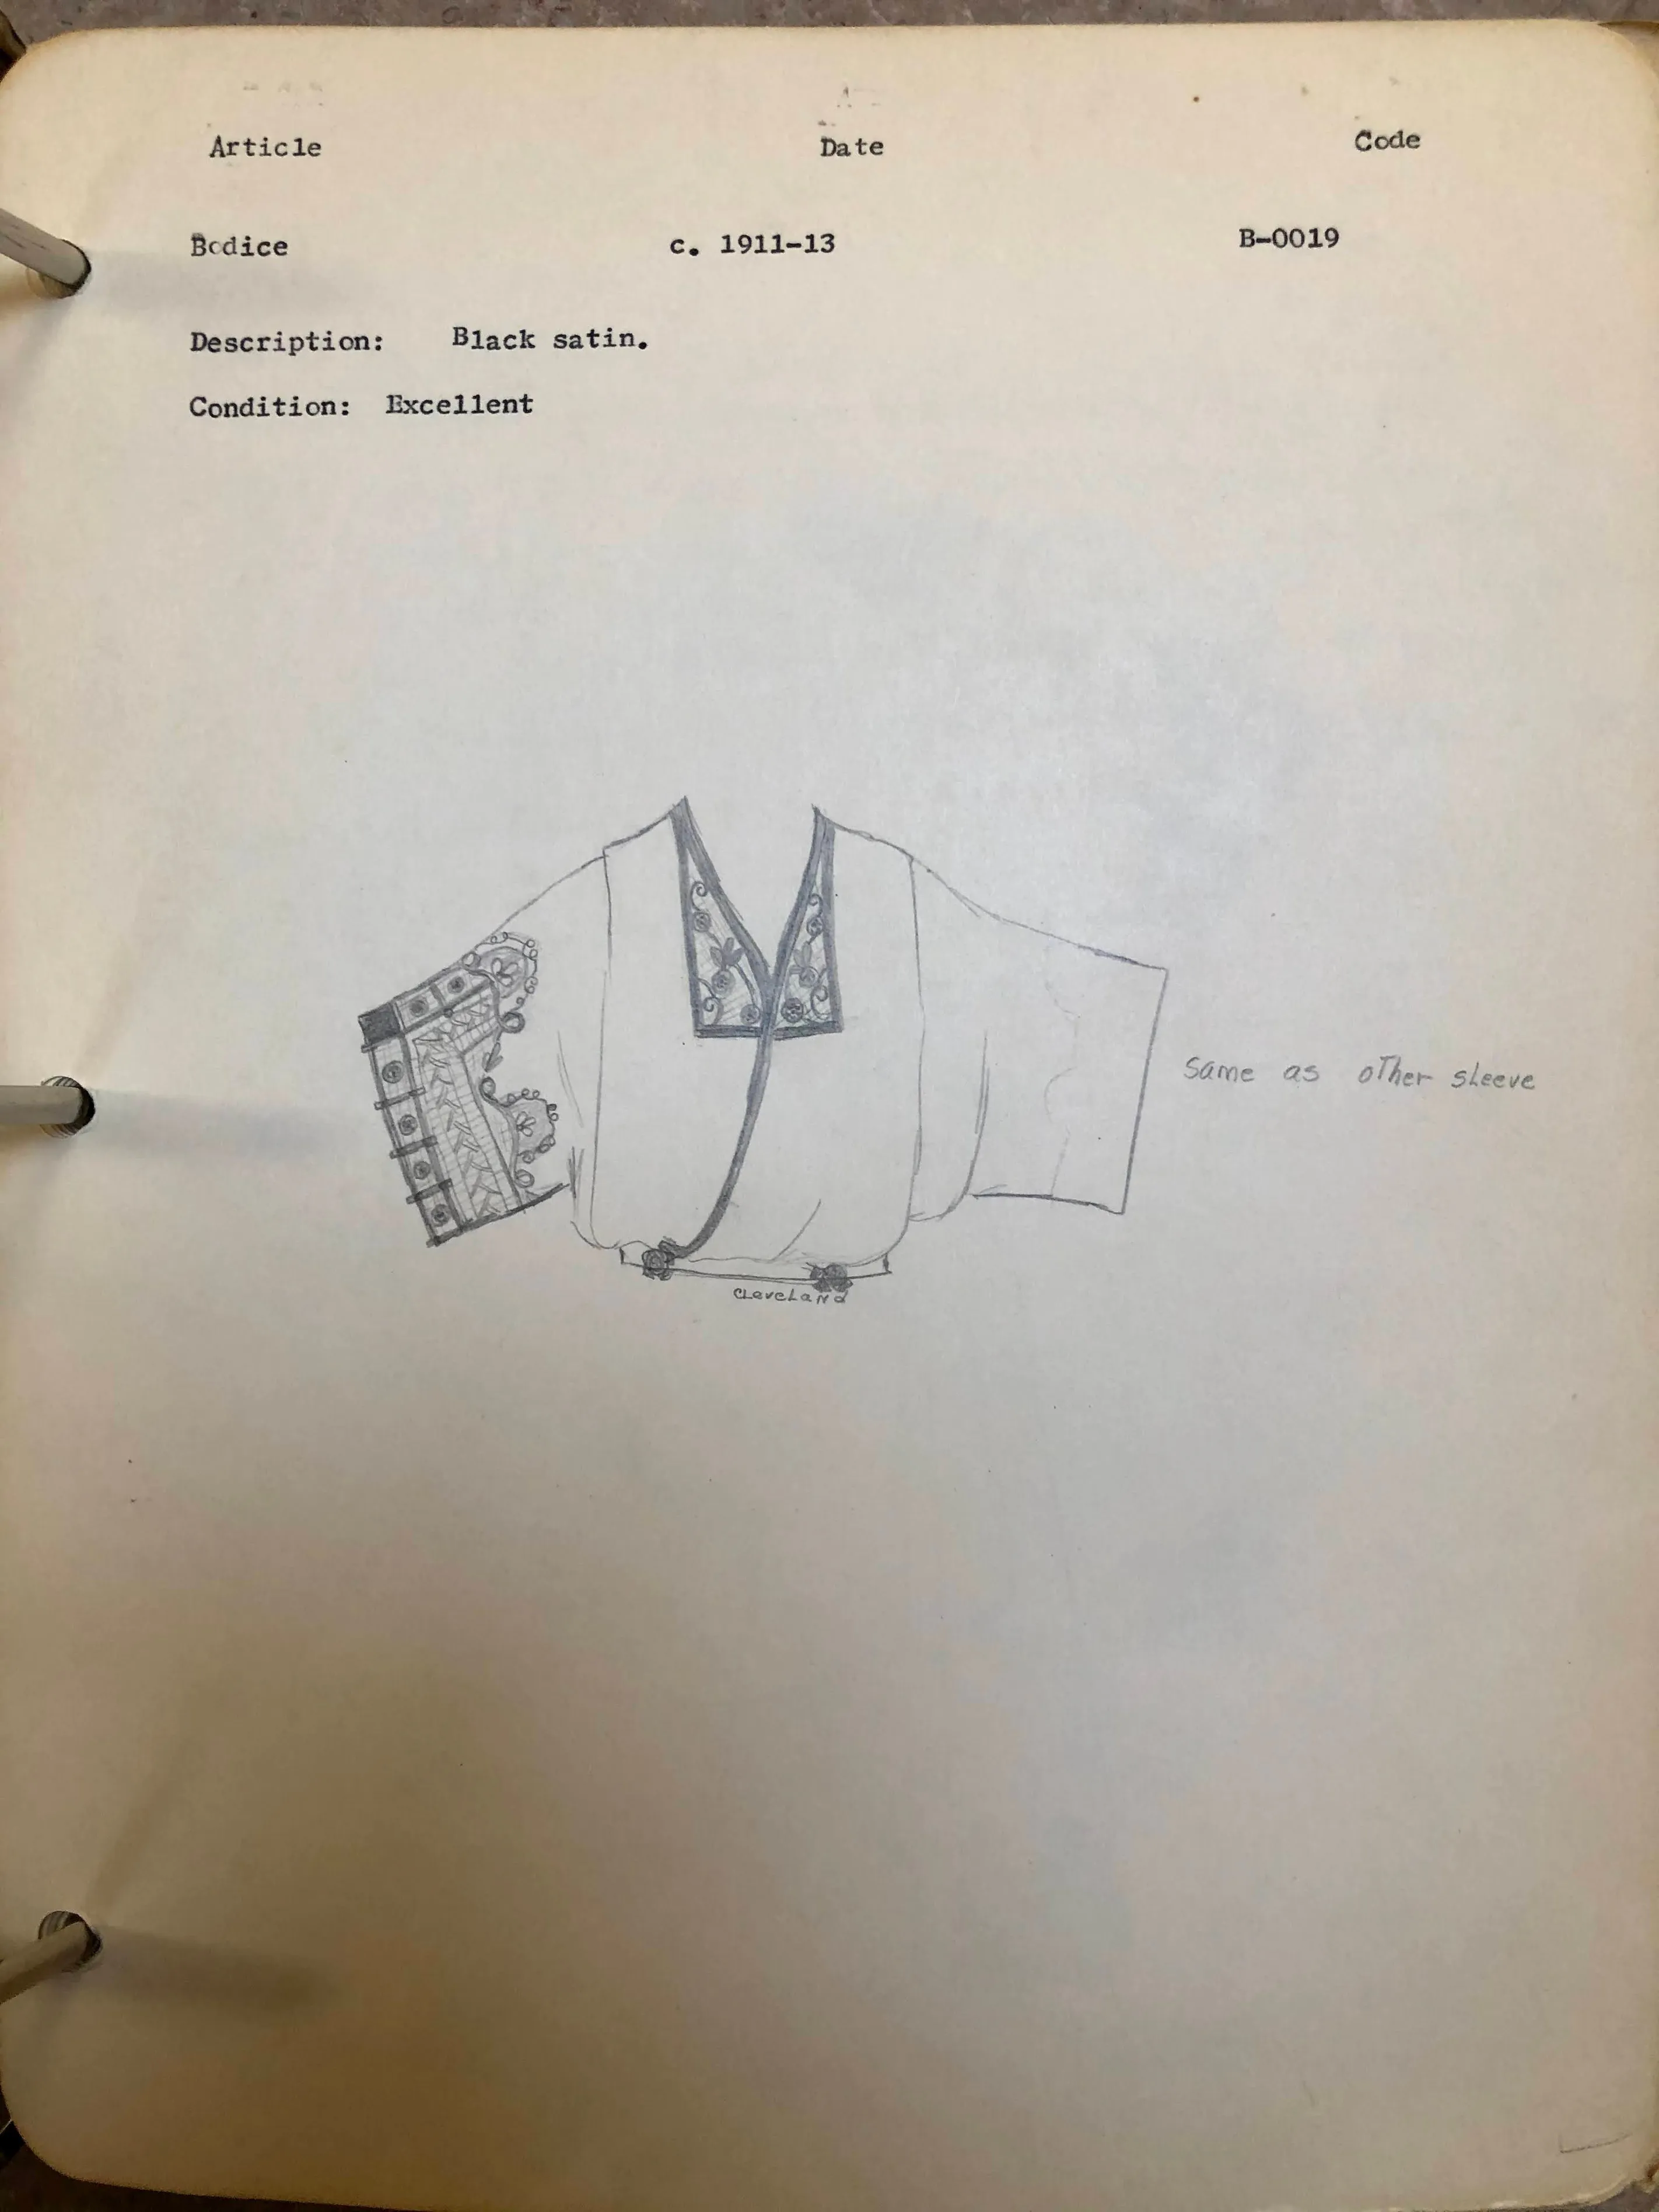 Article Date Code
Bodice c. 1911-13 B-0019
Description: Black satin.
Condition: Excellent
Same as other sleeve
Cleveland